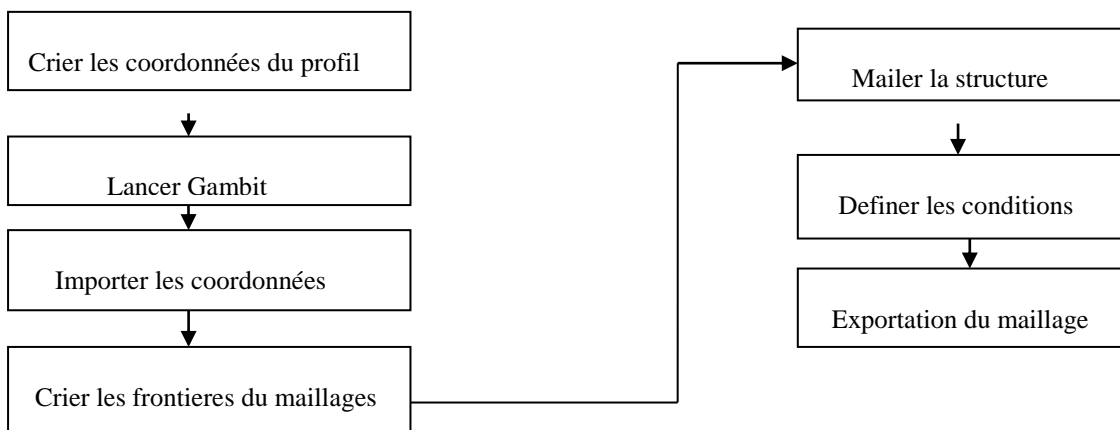 Crier les coordonnées du profil
Lancer Gambit
Importer les coordonnées
Crier les frontieres du maillages
Mailer la structure
Definer les conditions
Exportation du maillage